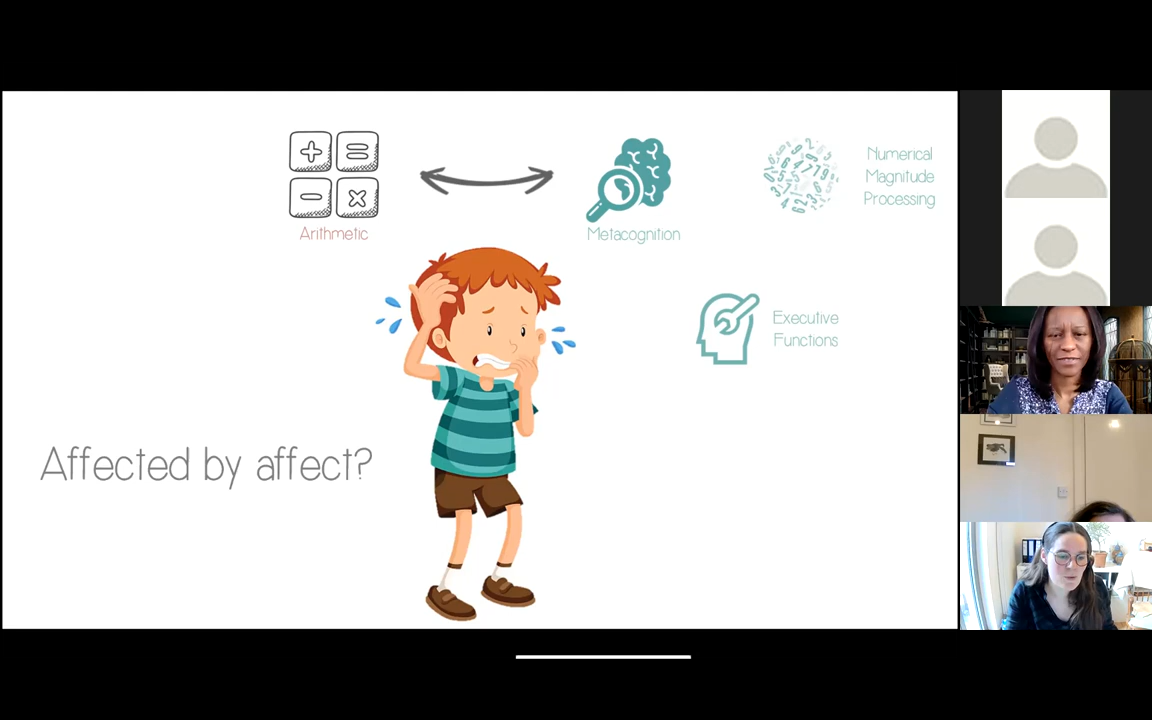 Arithmetic
Metacognition
Numerical
Magnitude
Processing
Executive
Functions
Affected by affect?